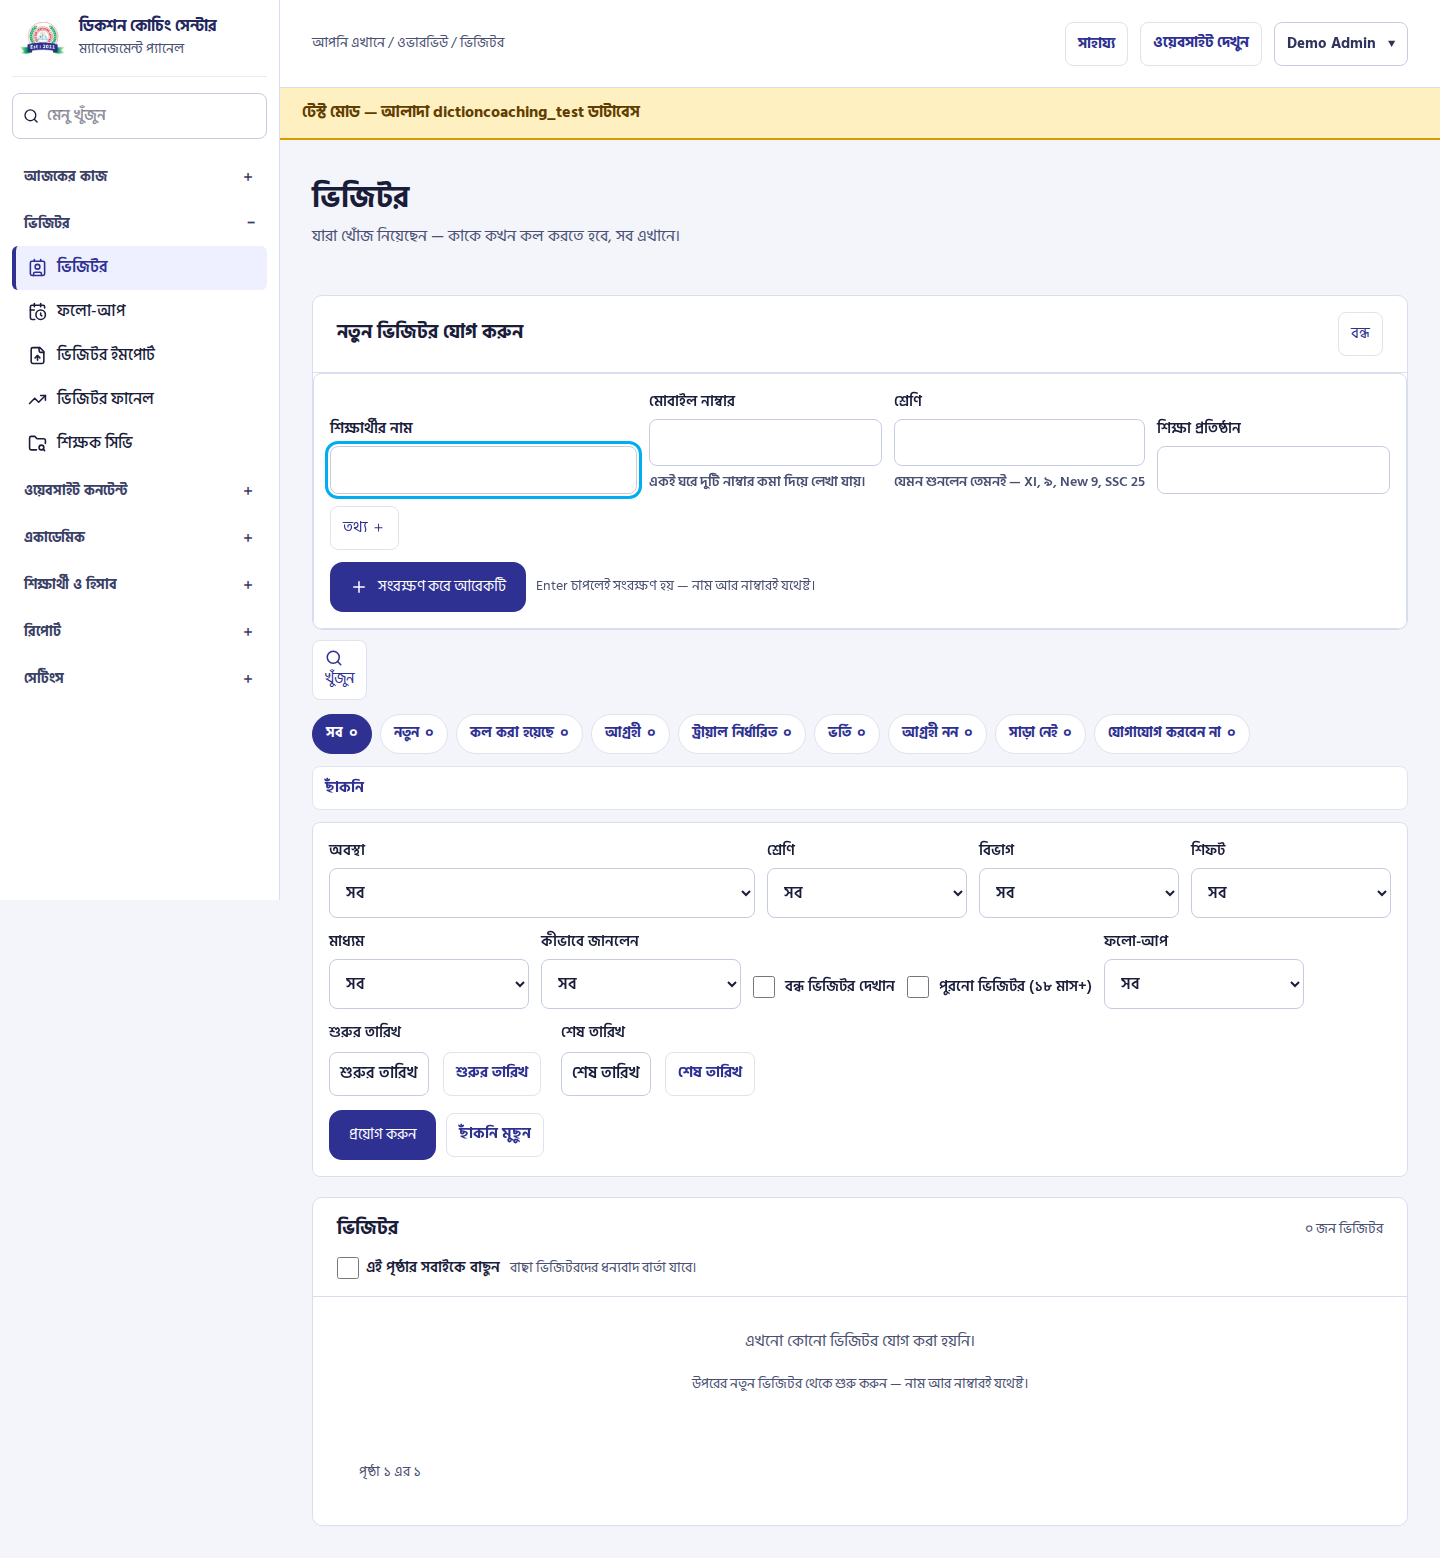 ডিকশন কোচিং সেন্টার
ম্যানেজমেন্ট প্যানেল
Est : 2011
মেনু খুঁজুন
আজকের কাজ +
ভিজিটর −
ভিজিটর
ফলো-আপ
ভিজিটর ইমপোর্ট
ভিজিটর ফানেল
শিক্ষক সিভি
ওয়েবসাইট কনটেন্ট +
একাডেমিক +
শিক্ষার্থী ও হিসাব +
রিপোর্ট +
সেটিংস +
আপনি এখানে / ওভারভিউ / ভিজিটর
সাহায্য
ওয়েবসাইট দেখুন
Demo Admin ▾
টেস্ট মোড — আলাদা dictioncoaching_test ডাটাবেস
ভিজিটর
যারা খোঁজ নিয়েছেন — কাকে কখন কল করতে হবে, সব এখানে।
নতুন ভিজিটর যোগ করুন
বন্ধ
শিক্ষার্থীর নাম
মোবাইল নাম্বার
একই ঘরে দুটি নাম্বার কমা দিয়ে লেখা যায়।
শ্রেণি
যেমন শুনলেন তেমনই — XI, ৯, New 9, SSC 25
শিক্ষা প্রতিষ্ঠান
তথ্য +
+ সংরক্ষণ করে আরেকটি
Enter চাপলেই সংরক্ষণ হয় — নাম আর নাম্বারই যথেষ্ট।
খুঁজুন
সব ০
নতুন ০
কল করা হয়েছে ০
আগ্রহী ০
ট্রায়াল নির্ধারিত ০
ভর্তি ০
আগ্রহী নন ০
সাড়া নেই ০
যোগাযোগ করবেন না ০
ছাঁকনি
অবস্থা
সব
শ্রেণি
সব
বিভাগ
সব
শিফট
সব
মাধ্যম
সব
কীভাবে জানলেন
সব
বন্ধ ভিজিটর দেখান
পুরনো ভিজিটর (১৮ মাস+)
ফলো-আপ
সব
শুরুর তারিখ
শুরুর তারিখ
শুরুর তারিখ
শেষ তারিখ
শেষ তারিখ
শেষ তারিখ
প্রয়োগ করুন
ছাঁকনি মুছুন
ভিজিটর
০ জন ভিজিটর
এই পৃষ্ঠার সবাইকে বাছুন
বাছা ভিজিটরদের ধন্যবাদ বার্তা যাবে।
এখনো কোনো ভিজিটর যোগ করা হয়নি।
উপরের নতুন ভিজিটর থেকে শুরু করুন — নাম আর নাম্বারই যথেষ্ট।
পৃষ্ঠা ১ এর ১